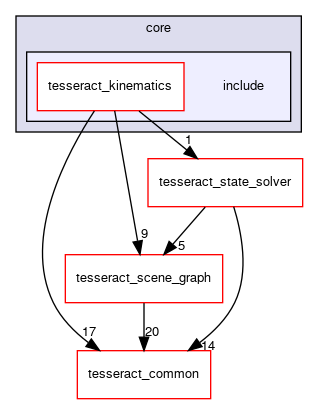 core
tesseract_kinematics
include
1
tesseract_state_solver
9
5
tesseract_scene_graph
17
20
14
tesseract_common